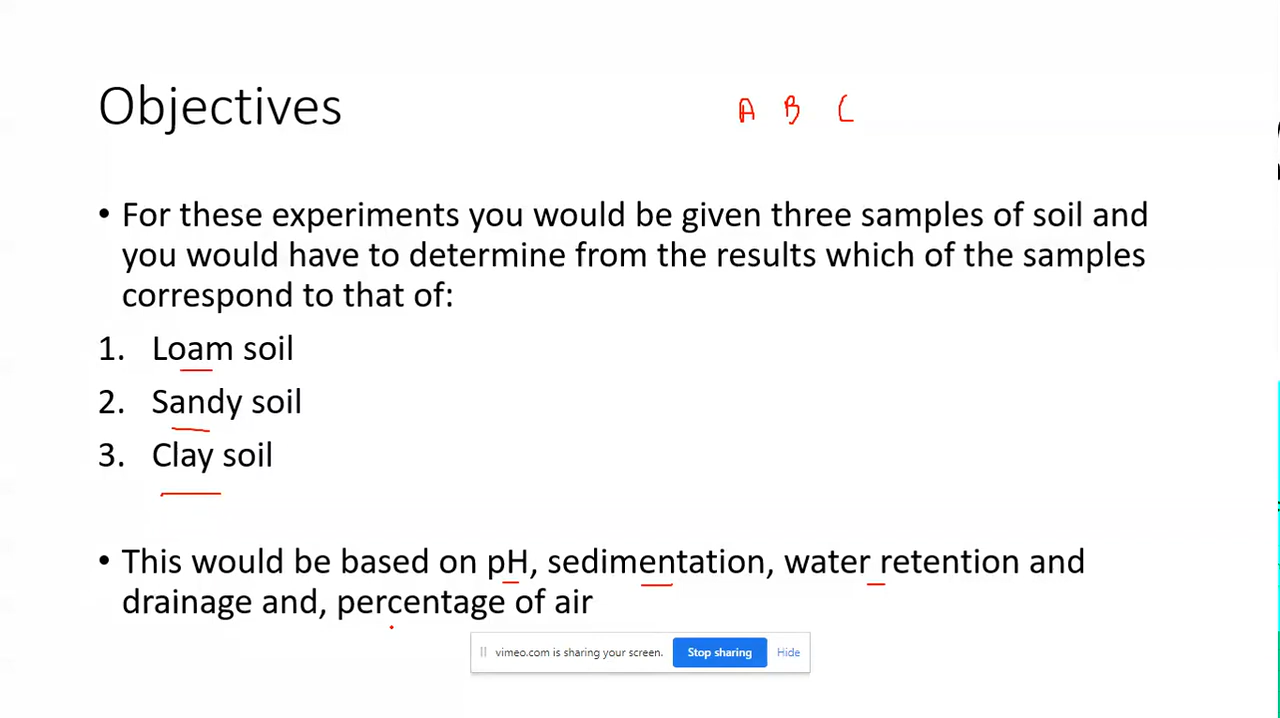 Objectives
A B C
• For these experiments you would be given three samples of soil and
you would have to determine from the results which of the samples
correspond to that of:
1. Loam soil
2. Sandy soil
3. Clay soil
• This would be based on pH, sedimentation, water retention and
drainage and, percentage of air
vimeo.com is sharing your screen. Stop sharing Hide